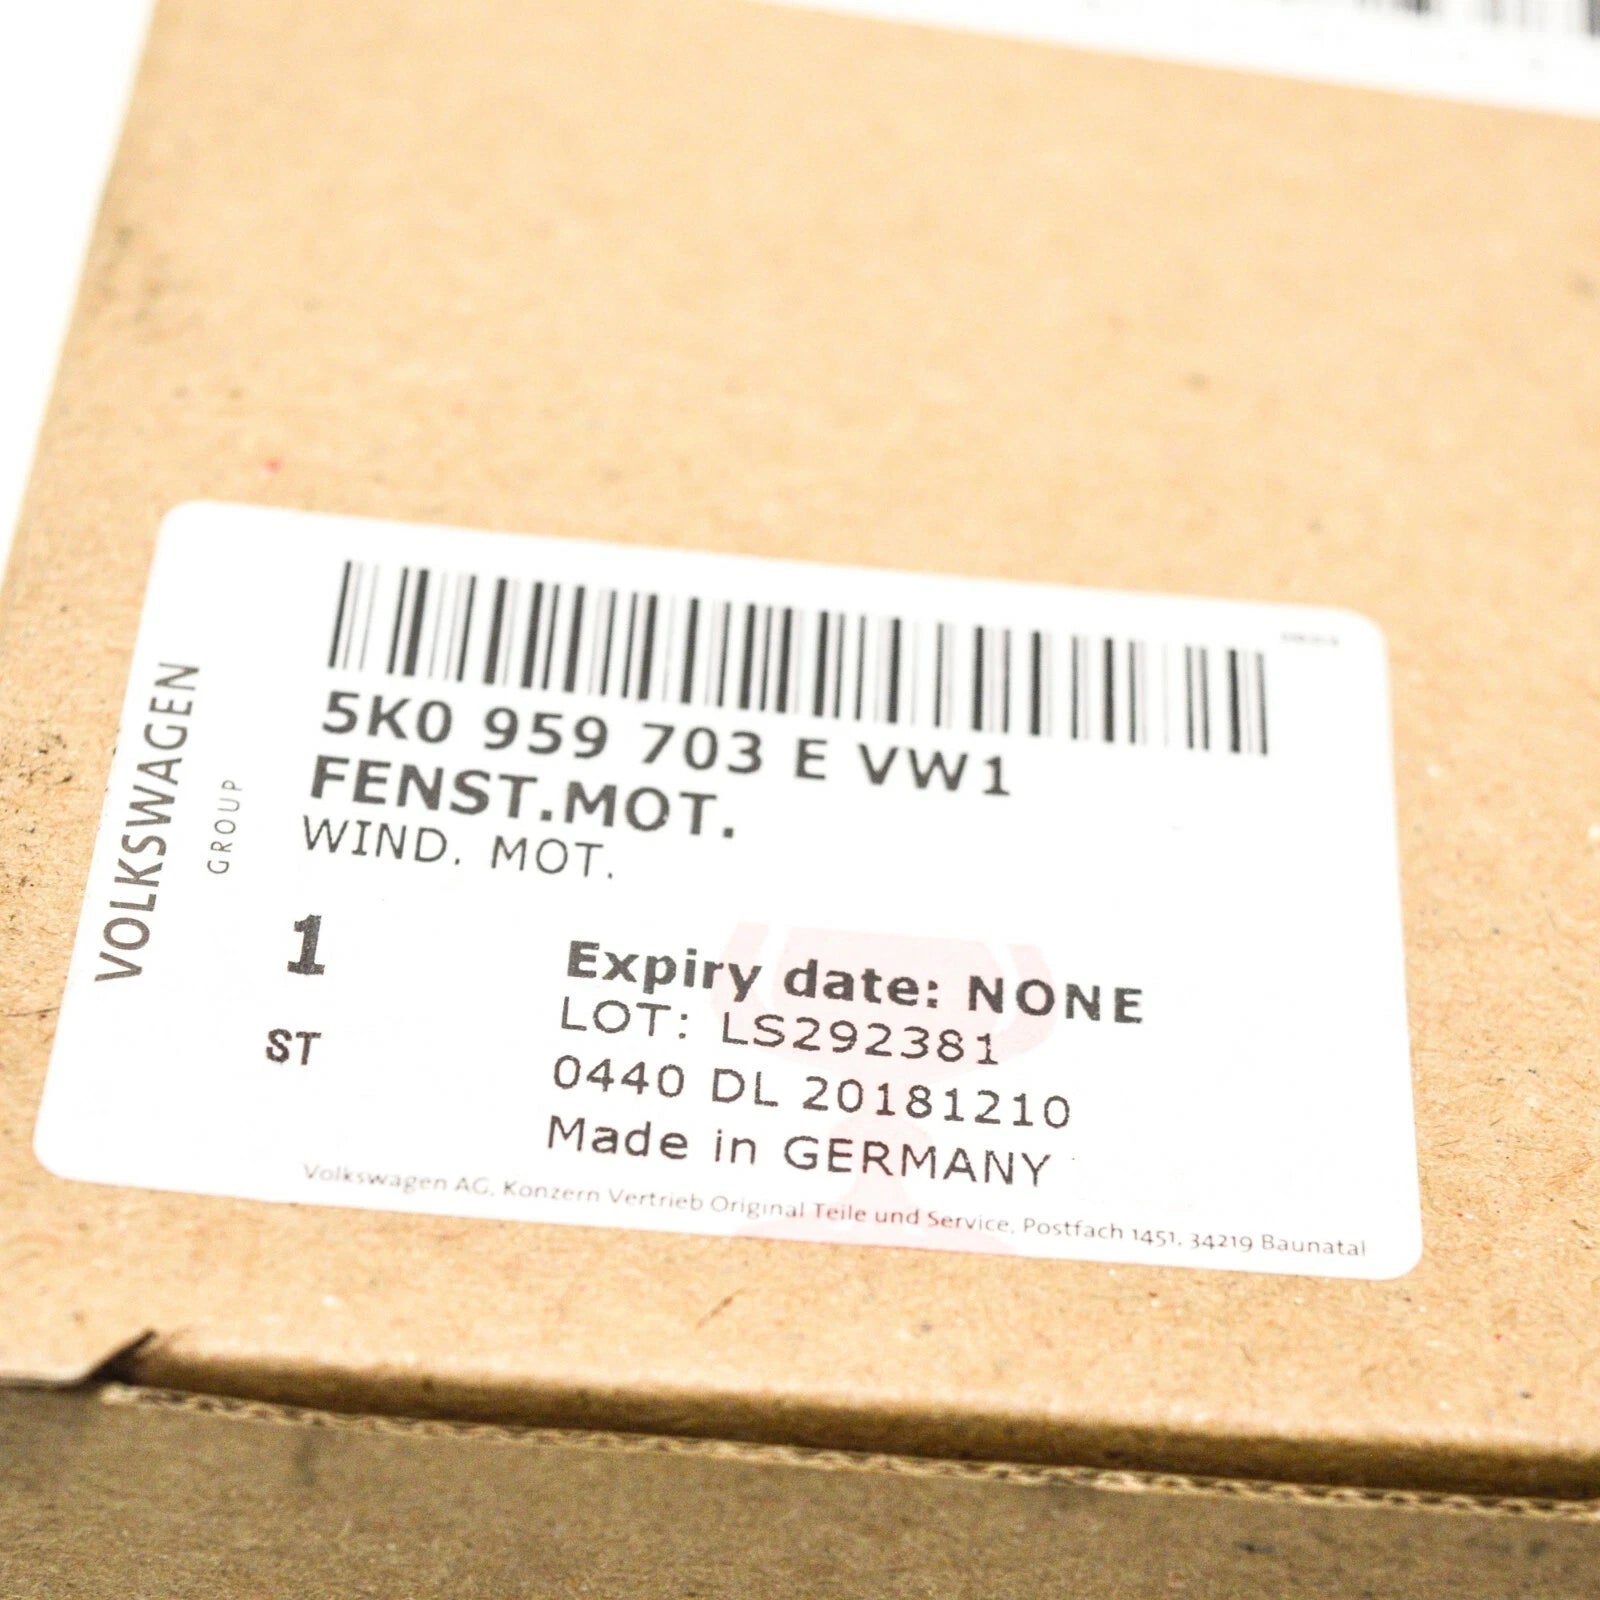 5K0 959 703 E VW1
FENST.MOT.
WIND. MOT.
VOLKSWAGEN
GROUP
1
ST
Expiry date: NONE
LOT: LS292381
0440 DL 20181210
Made in GERMANY
Volkswagen AG, Konzern Vertrieb Original Teile und Service, Postfach 1451, 34219 Baunatal